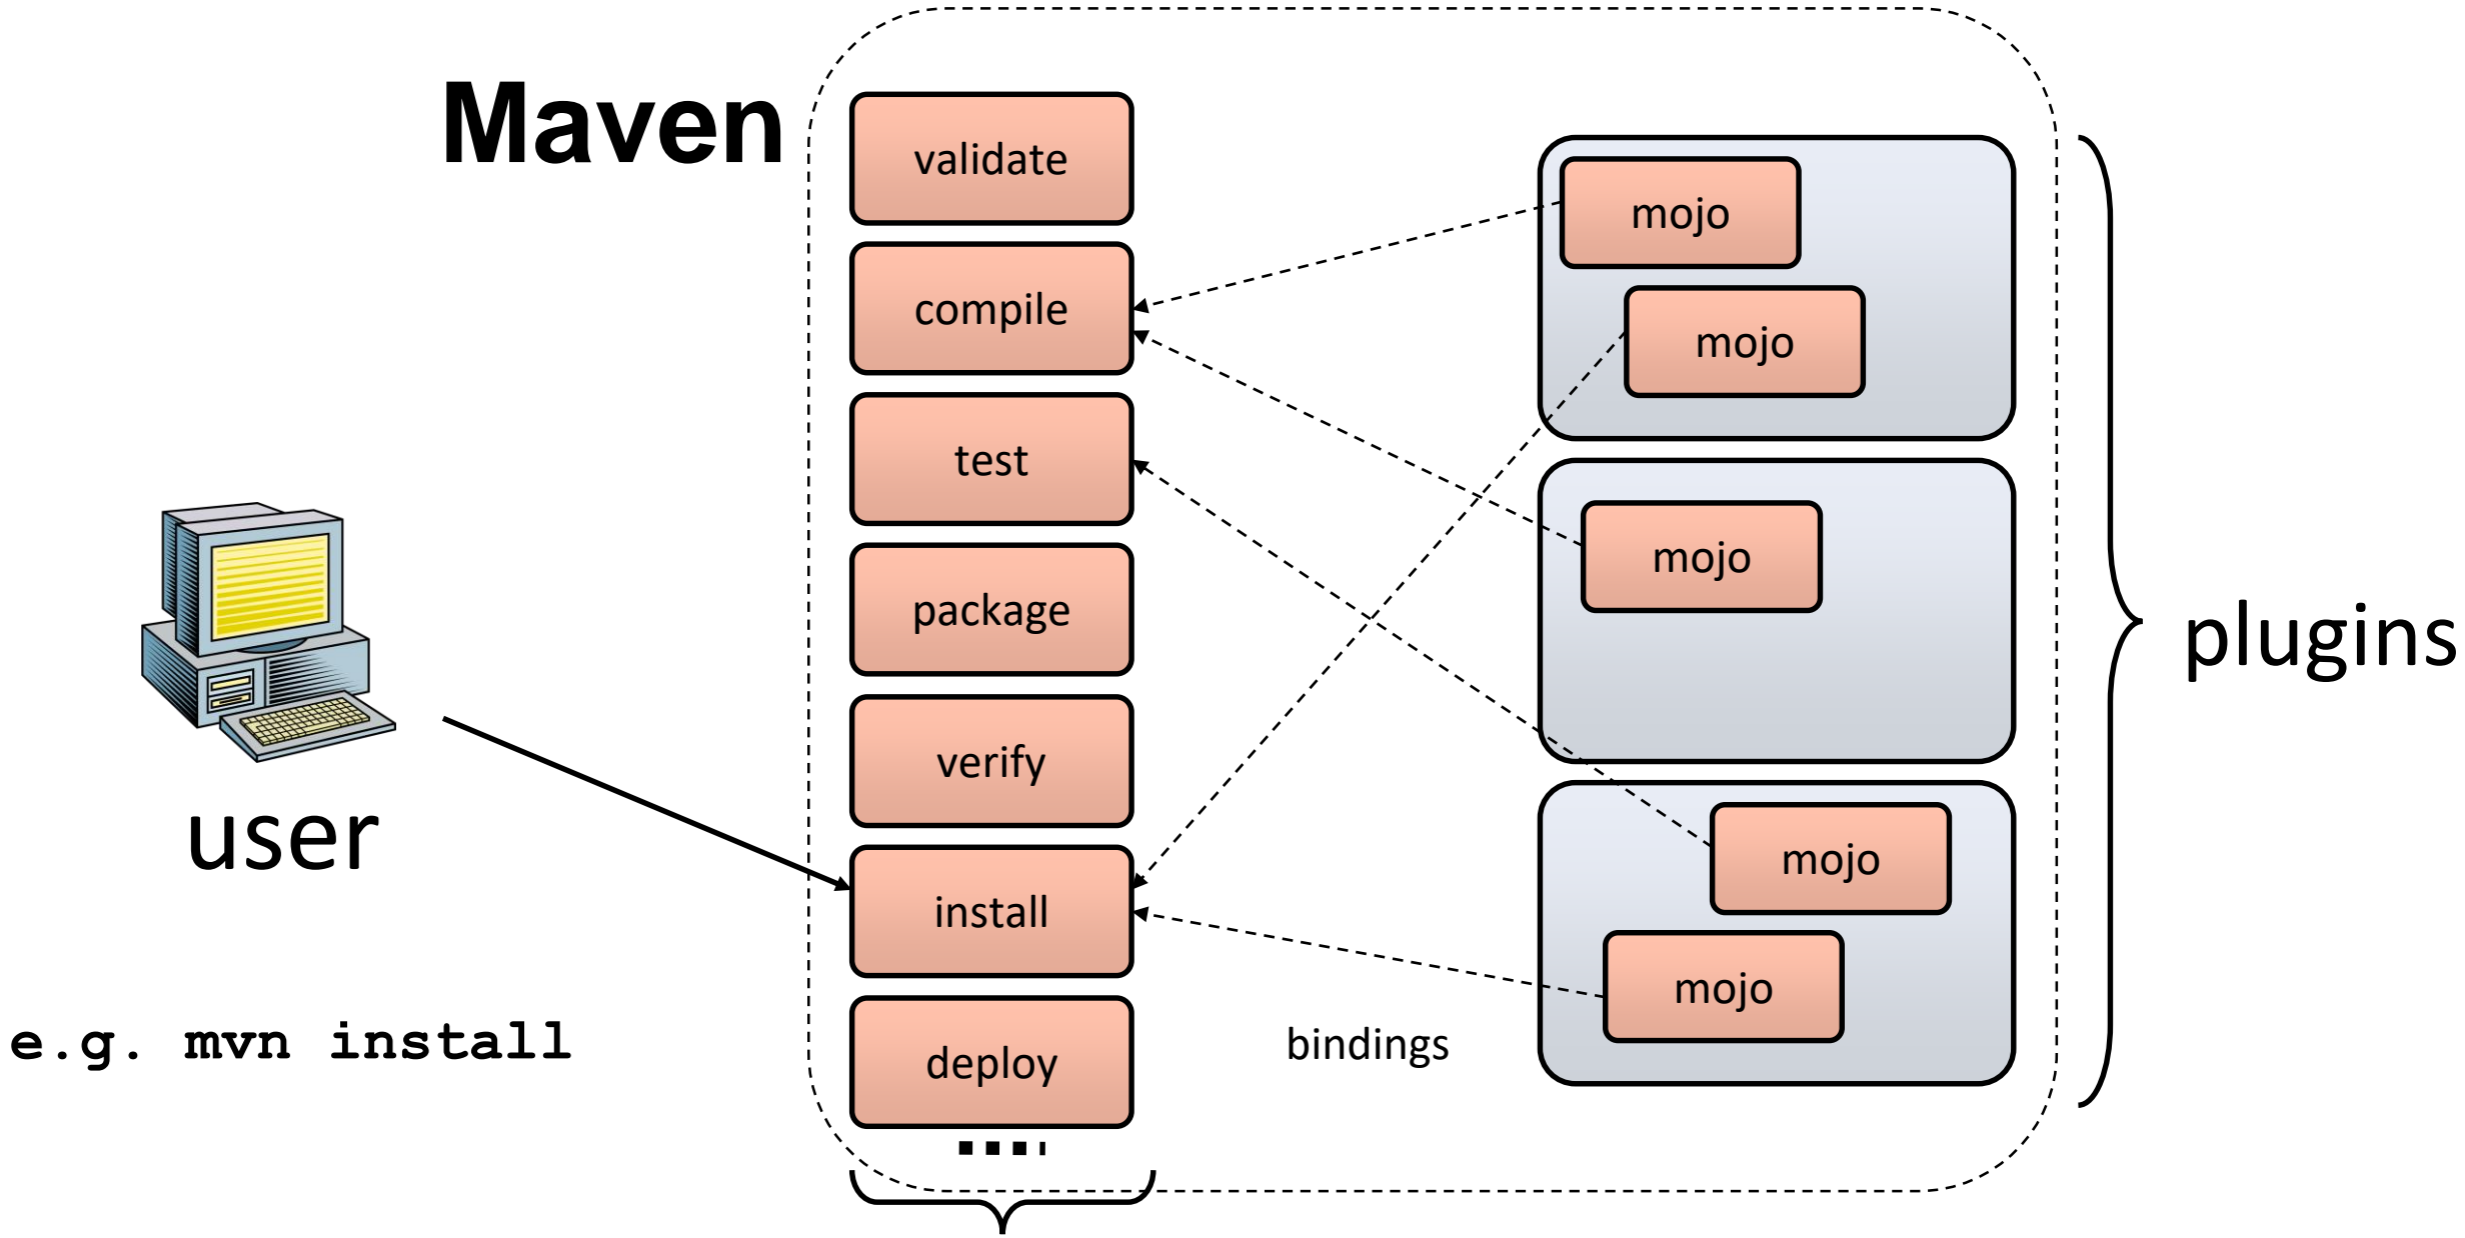 Maven
validate
compile
test
package
verify
install
deploy
mojo
mojo
mojo
mojo
mojo
bindings
plugins
user
e.g. mvn install